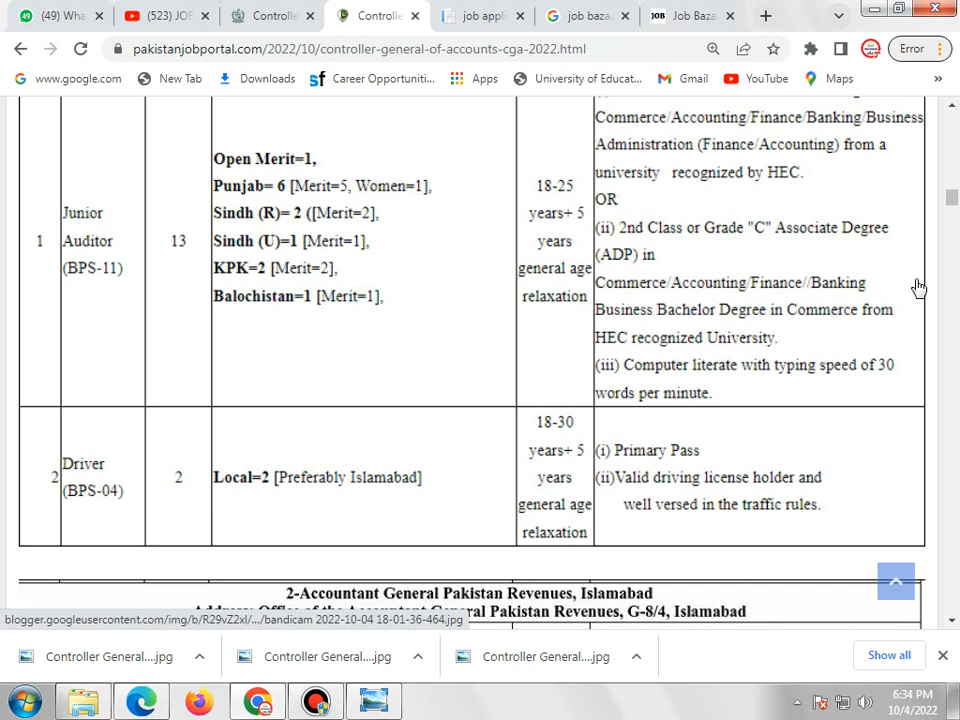 (49) Wha
(523) JOB
Controlle
Controlle
job appli
job baza
Job Baza
pakistanjobportal.com/2022/10/controller-general-of-accounts-cga-2022.html
Error
www.google.com
New Tab
Downloads
Career Opportuniti...
Apps
University of Educat...
Gmail
YouTube
Maps
»
1
Junior
Auditor
(BPS-11)
13
Open Merit=1,
Punjab= 6 [Merit=5, Women=1],
Sindh (R)= 2 ([Merit=2],
Sindh (U)=1 [Merit=1],
KPK=2 [Merit=2],
Balochistan=1 [Merit=1],
18-25
years+ 5
years
general age
relaxation
Commerce/Accounting/Finance/Banking/Business
Administration (Finance/Accounting) from a
university recognized by HEC.
OR
(ii) 2nd Class or Grade "C" Associate Degree
(ADP) in
Commerce/Accounting/Finance//Banking
Business Bachelor Degree in Commerce from
HEC recognized University.
(iii) Computer literate with typing speed of 30
words per minute.
2
Driver
(BPS-04)
2
Local=2 [Preferably Islamabad]
18-30
years+ 5
years
general age
relaxation
(i) Primary Pass
(ii)Valid driving license holder and
well versed in the traffic rules.
2-Accountant General Pakistan Revenues, Islamabad
Address: Office of the Accountant General Pakistan Revenues, G-8/4, Islamabad
blogger.googleusercontent.com/img/b/R29vZ2xl/.../bandicam 2022-10-04 18-01-36-464.jpg
Controller General....jpg
Controller General....jpg
Controller General....jpg
Show all
6:34 PM
10/4/2022